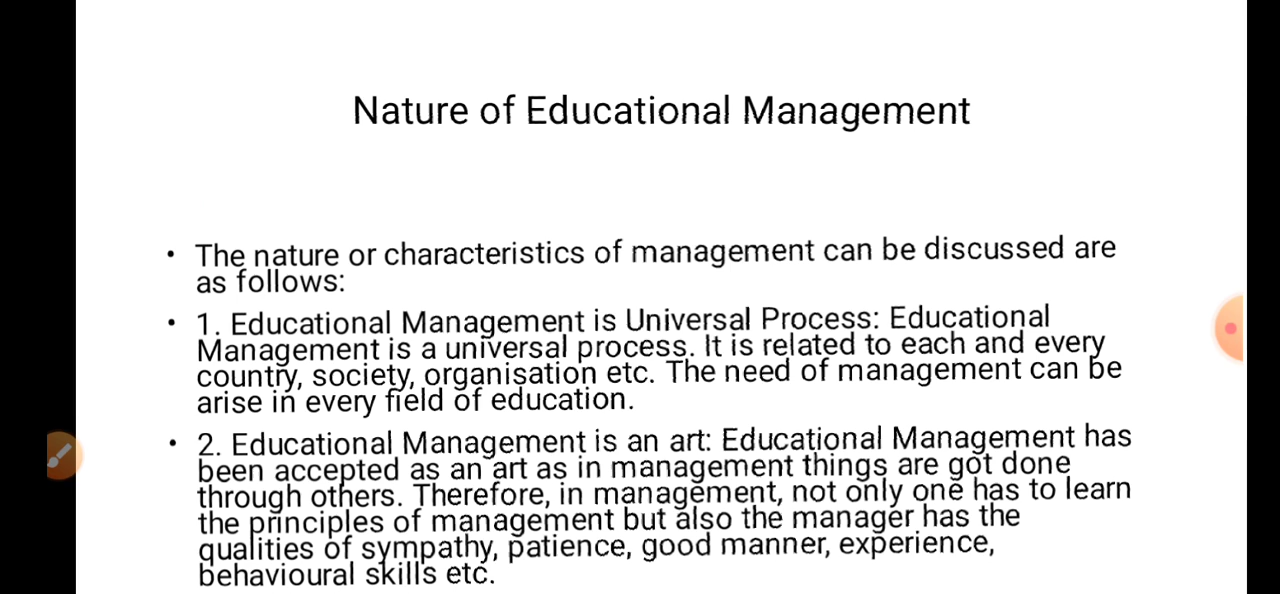 Nature of Educational Management
• The nature or characteristics of management can be discussed are
as follows:
• 1. Educational Management is Universal Process: Educational
Management is a universal process. It is related to each and every
country, society, organisation etc. The need of management can be
arise in every field of education.
• 2. Educational Management is an art: Educational Management has
been accepted as an art as in management things are got done
through others. Therefore, in management, not only one has to learn
the principles of management but also the manager has the
qualities of sympathy, patience, good manner, experience,
behavioural skills etc.